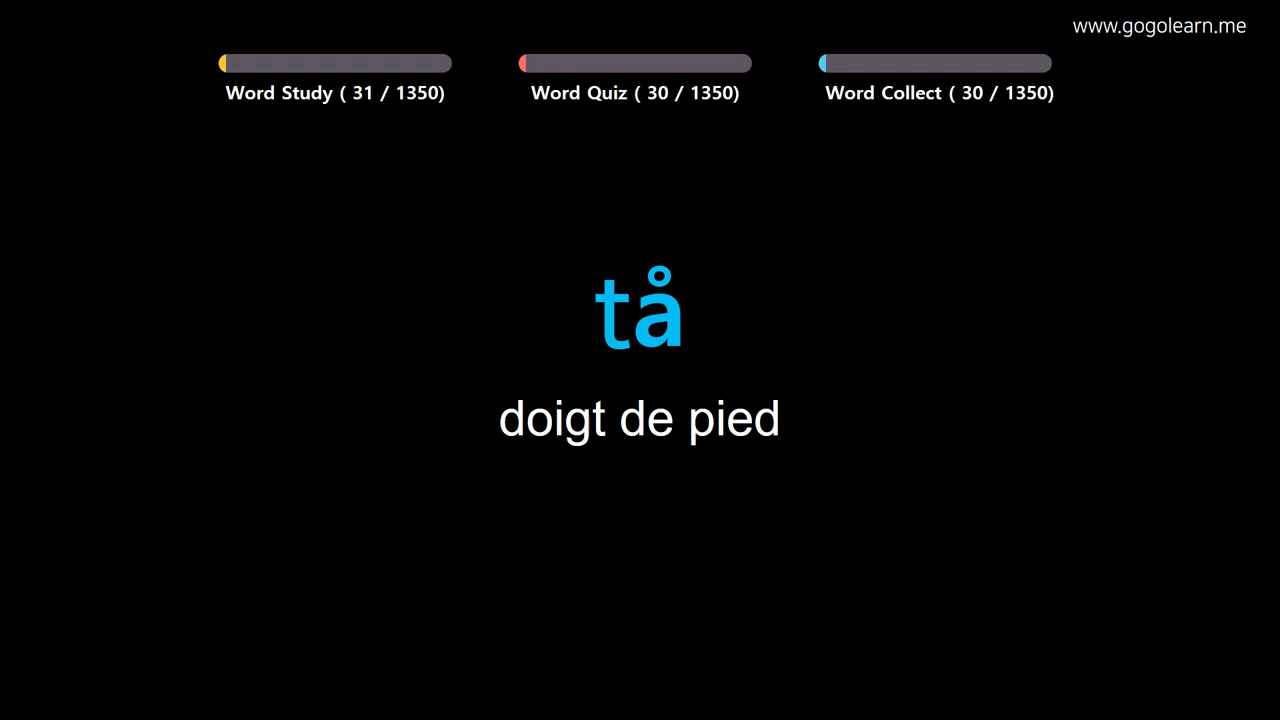 www.gogolearn.me
Word Study ( 31 / 1350)
Word Quiz ( 30 / 1350)
Word Collect ( 30 / 1350)
tå
doigt de pied